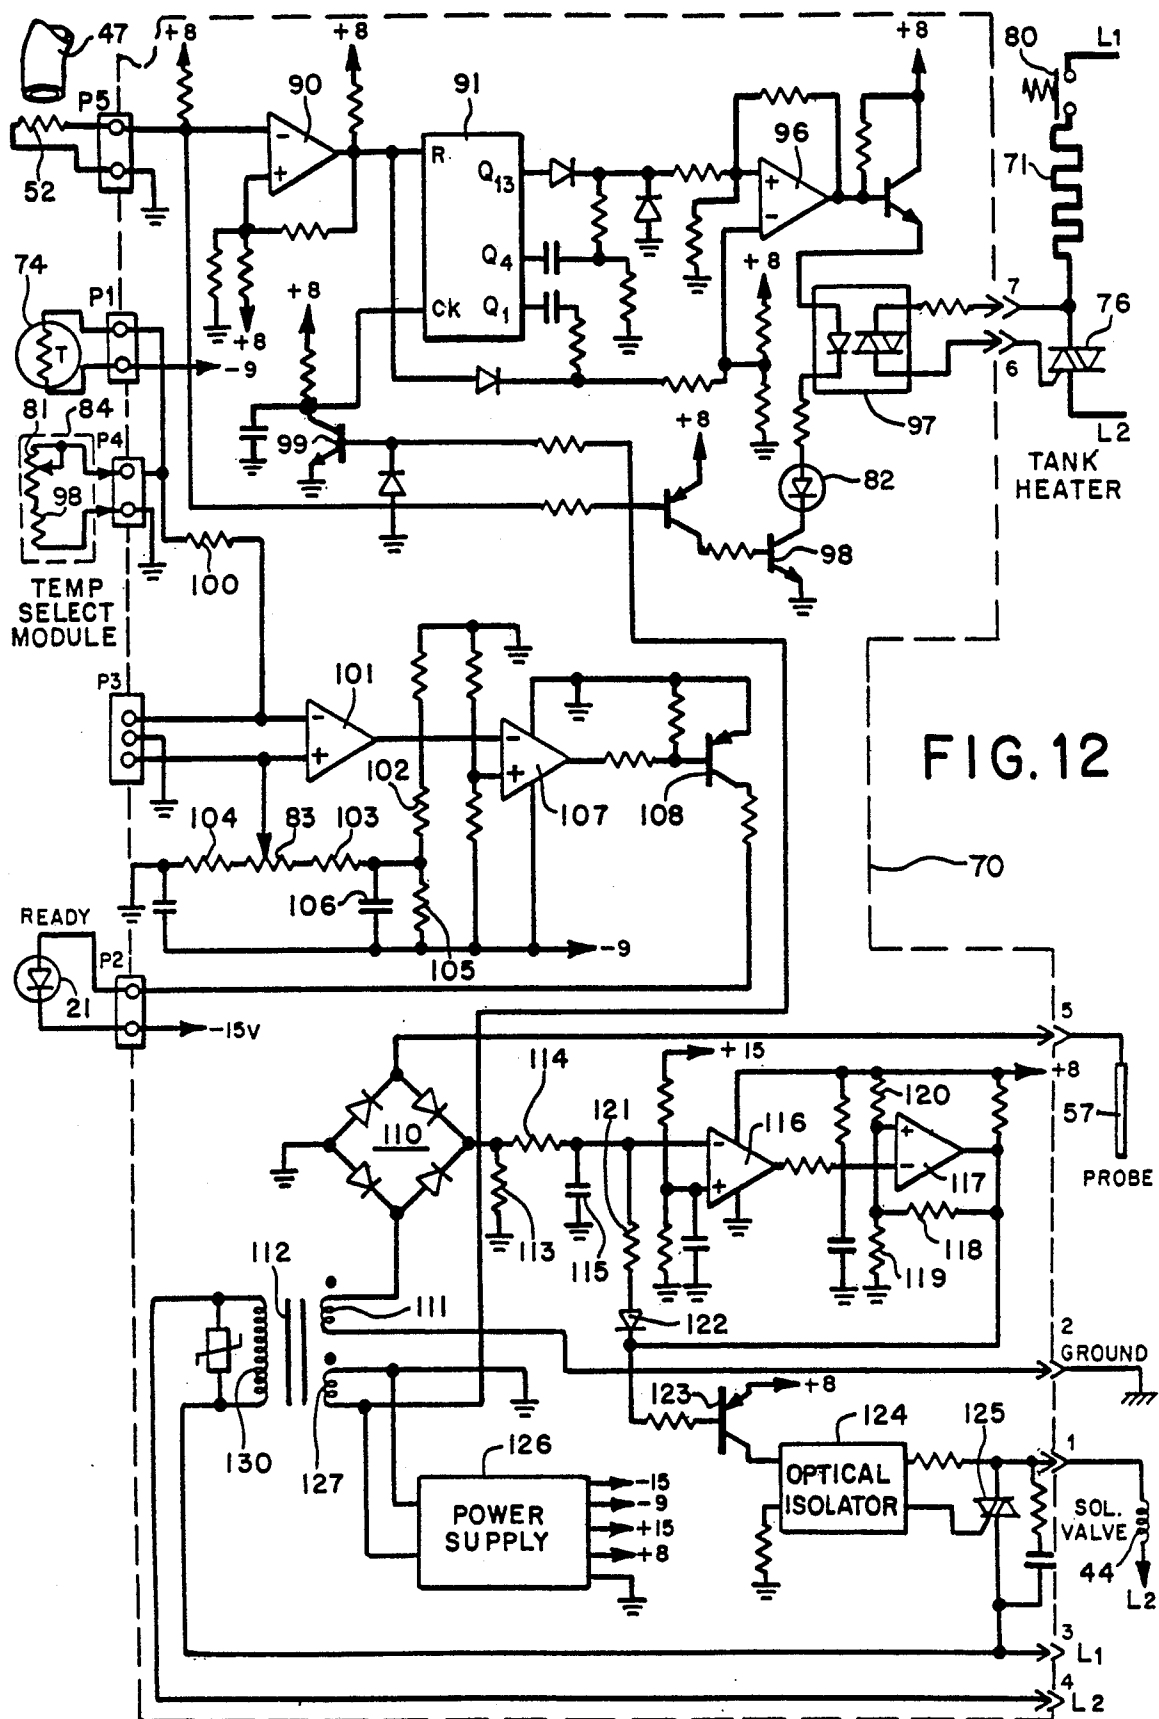 47
+8
+8
+8
80
L1
P5
90
91
96
R
Q13
52
-
+
+
-
71
74
P1
Q4
+8
+8
7
76
Ck
Q1
T
+8
-9
6
81
84
P4
99
+8
97
L2
98
82
TANK
HEATER
100
98
TEMP
SELECT
MODULE
P3
101
-
+
-
+
FIG.12
102
107
108
104
83
103
70
106
READY
P2
105
-9
21
-15V
5
114
+15
+8
120
110
121
116
57
-
+
+
-
117
PROBE
112
113
115
118
119
111
122
2
GROUND
123
+8
124
125
130
127
126
1
OPTICAL
ISOLATOR
POWER
SUPPLY
-15
-9
+15
+8
SOL.
VALVE
44
L2
3
L1
4
L2